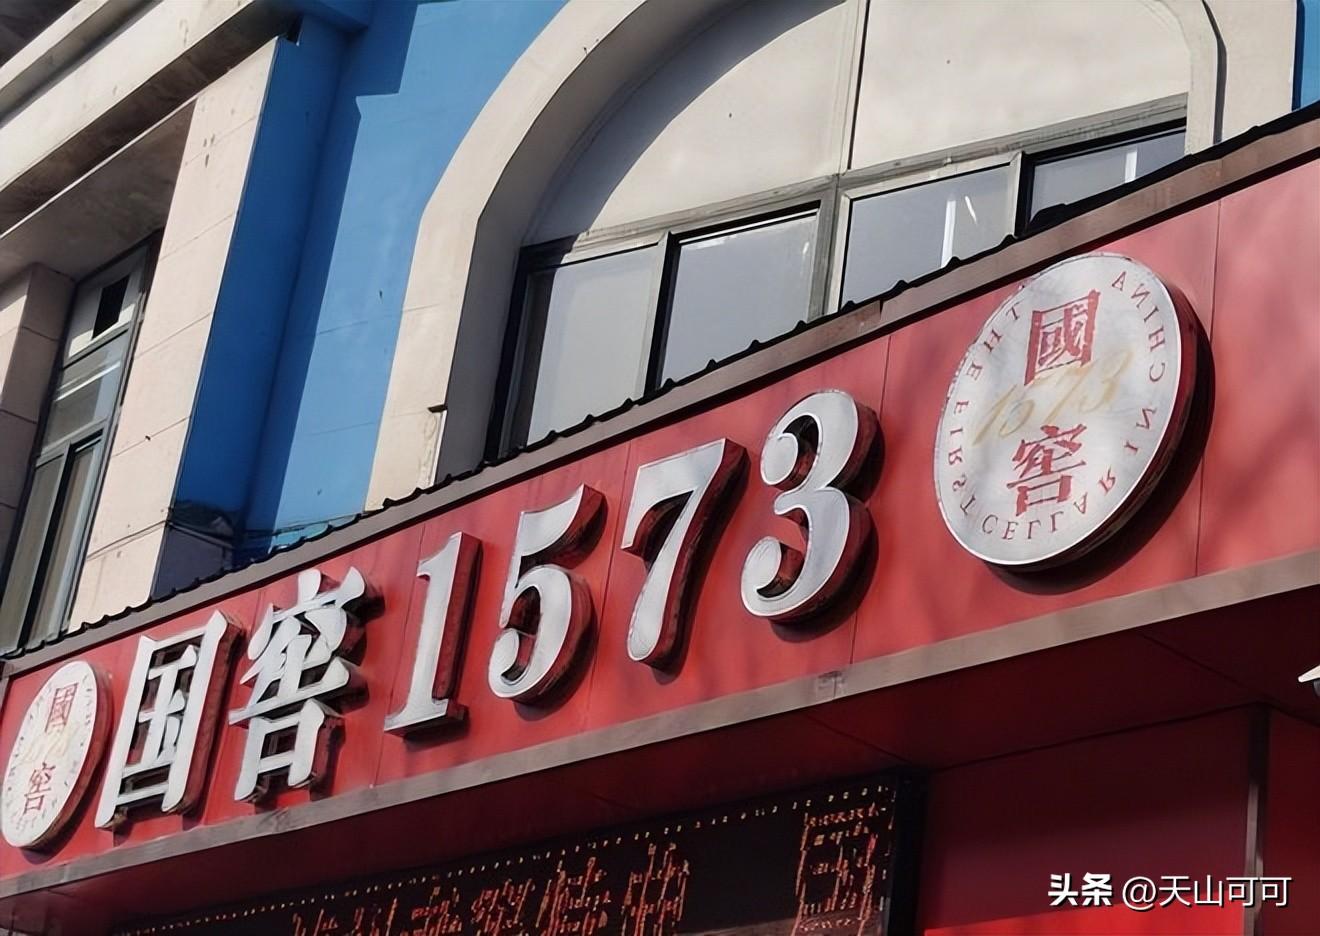 国窖1573
國
1573
窖
THE FIRST CELLAR IN CHINA
國
窖
头条 @天山可可